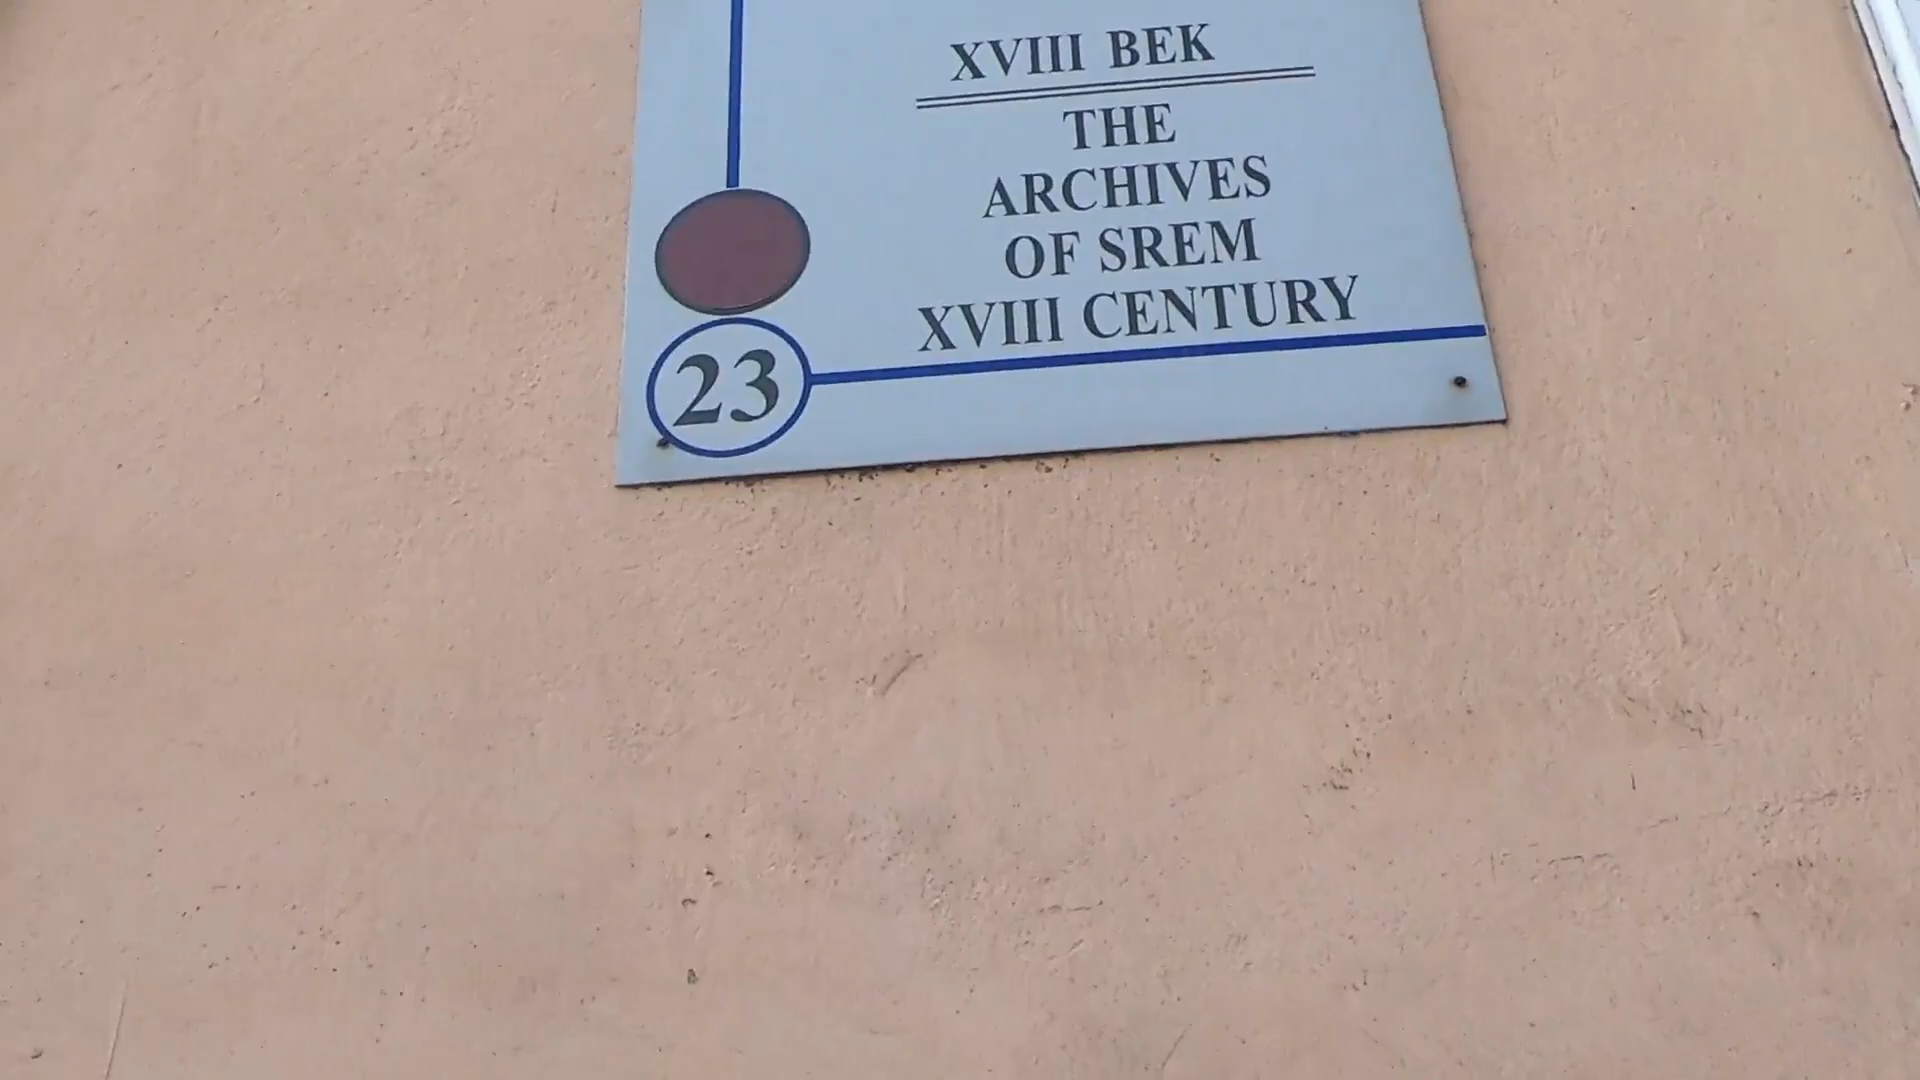 XVIII ВЕК
THE
ARCHIVES
OF SREM
XVIII CENTURY
23